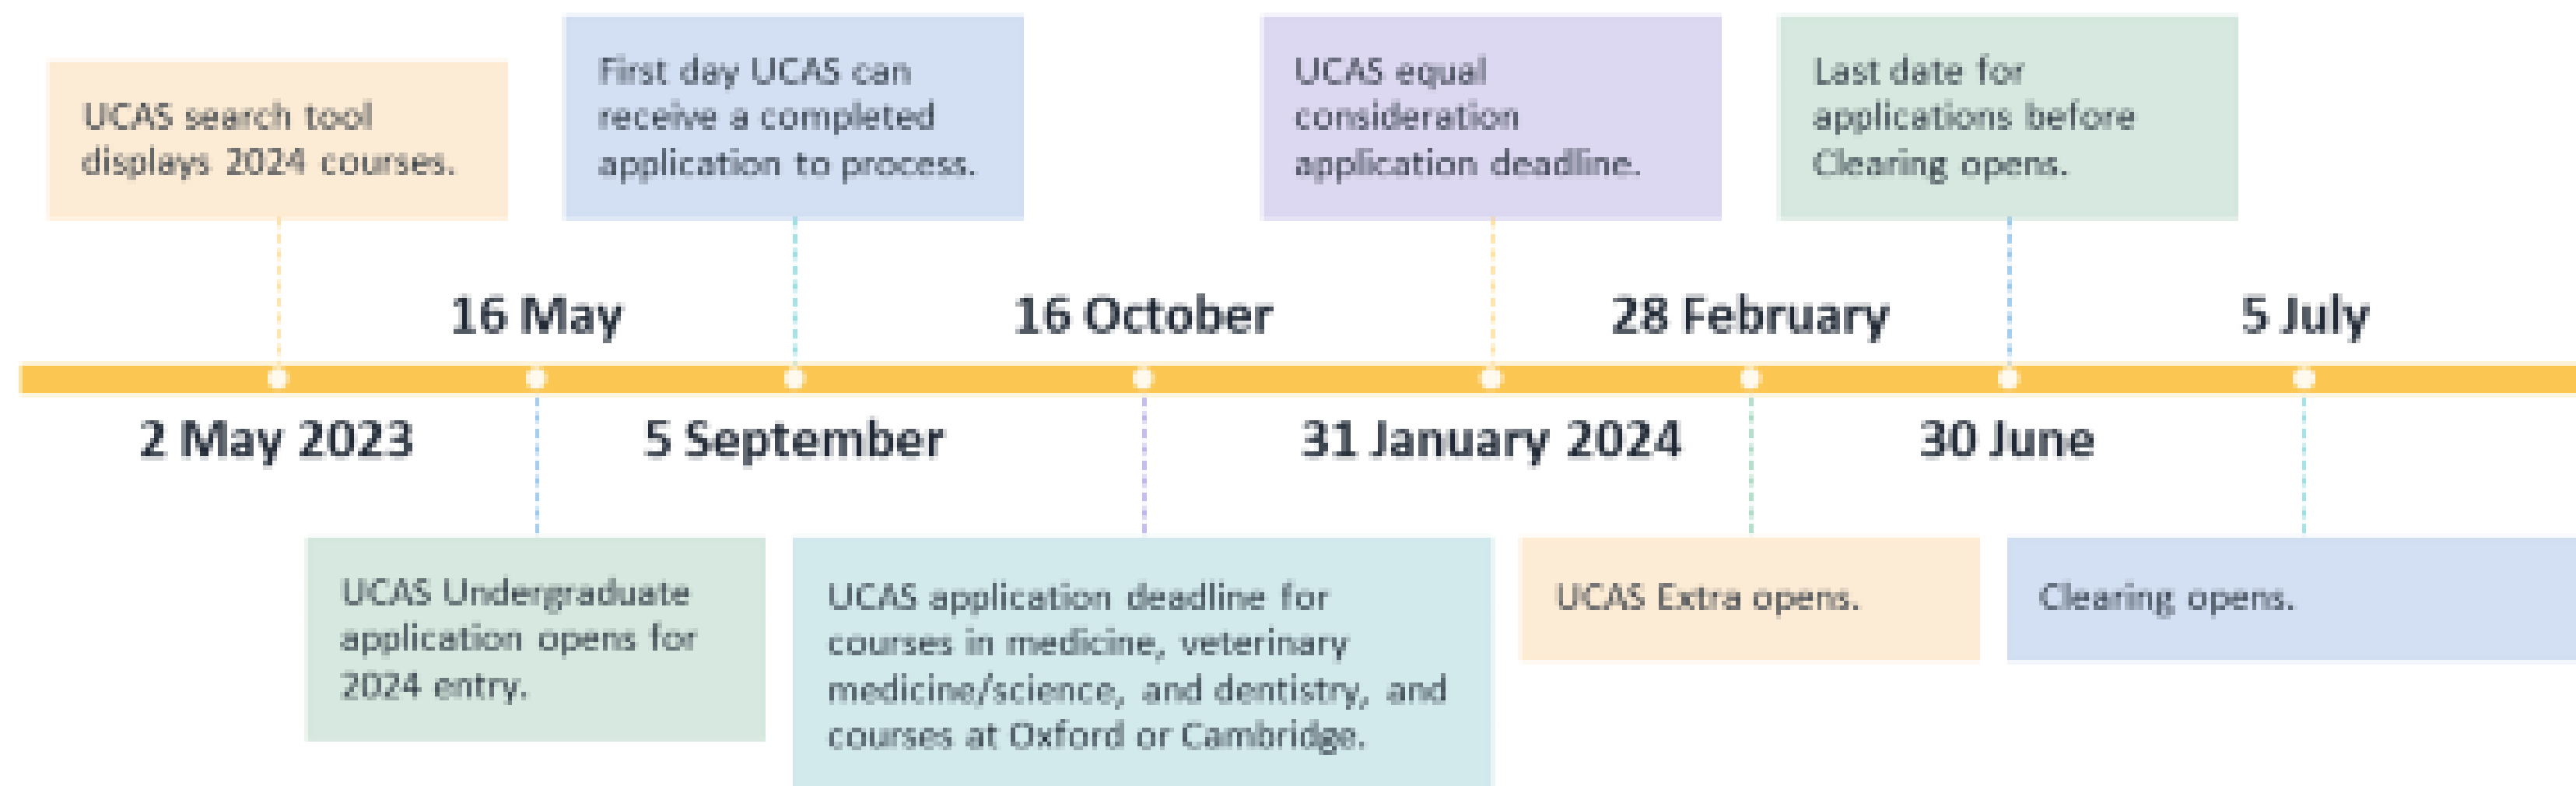 UCAS search tool
displays 2024 courses.
First day UCAS can
receive a completed
application to process.
UCAS equal
consideration
application deadline.
Last date for
applications before
Clearing opens.
16 May
16 October
28 February
5 July
2 May 2023
5 September
31 January 2024
30 June
UCAS Undergraduate
application opens for
2024 entry.
UCAS application deadline for
courses in medicine, veterinary
medicine/science, and dentistry, and
courses at Oxford or Cambridge.
UCAS Extra opens.
Clearing opens.